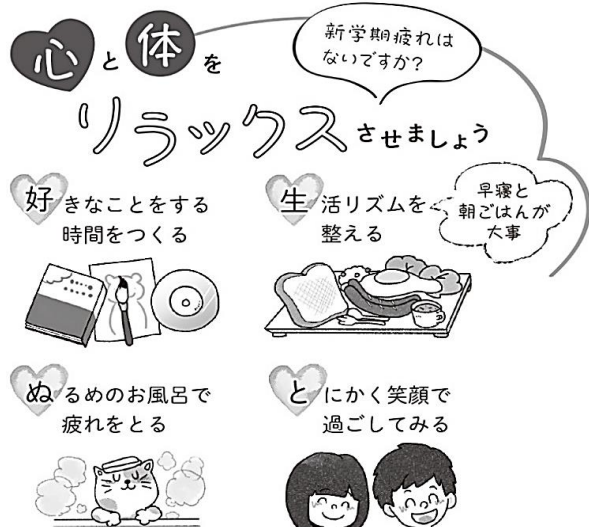 新学期疲れは
ないですか?
心と体を
リラックスさせましょう
好きなことをする
時間をつくる
生活リズムを
整える
早寝と
朝ごはんが
大事
ぬるめのお風呂で
疲れをとる
とにかく笑顔で
過ごしてみる